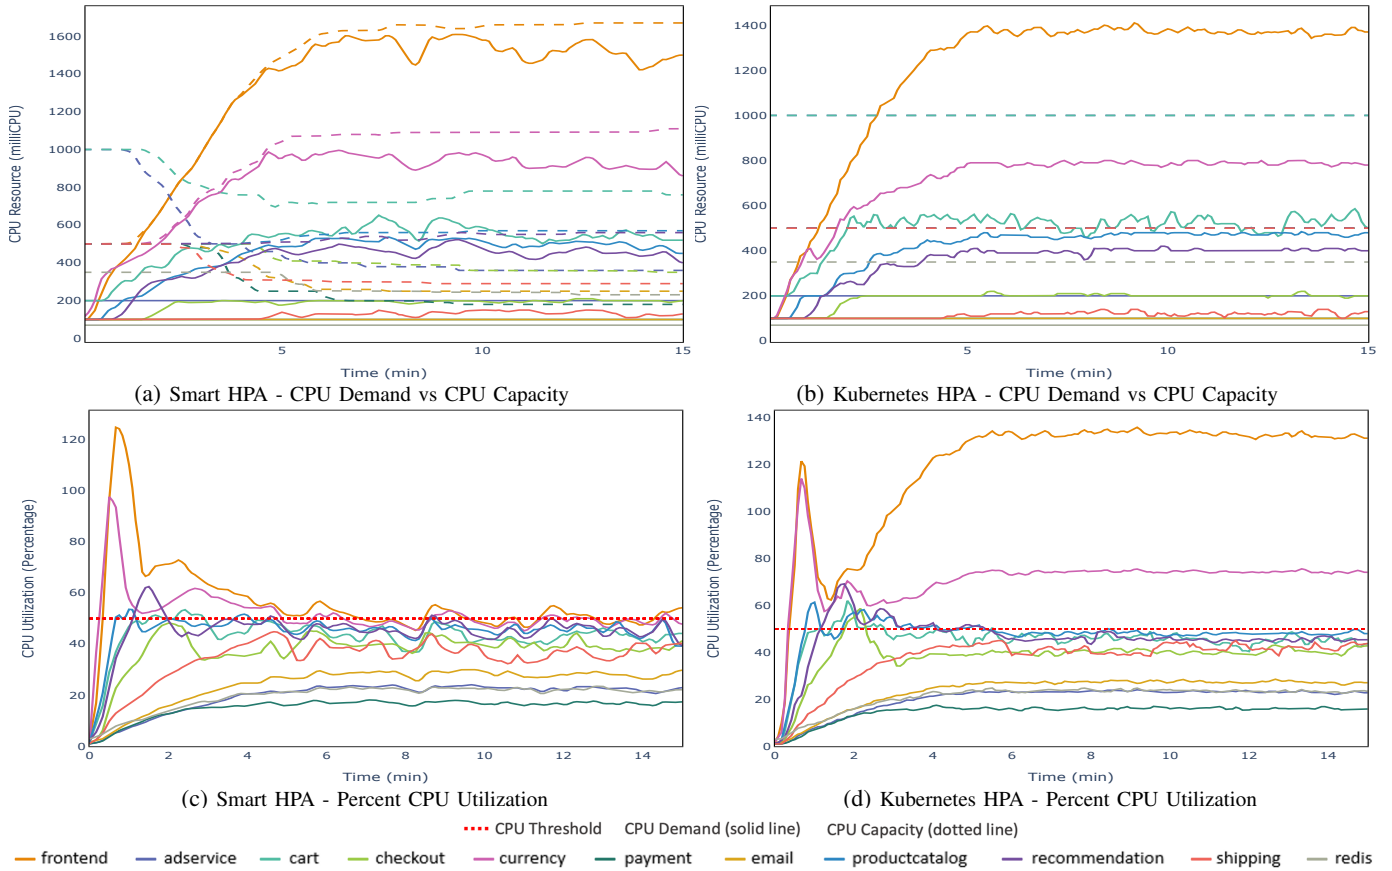 CPU Resource (milliCPU)
1600
1400
1200
1000
800
600
400
200
0
5
10
15
Time (min)
(a) Smart HPA - CPU Demand vs CPU Capacity
CPU Resource (milliCPU)
1400
1200
1000
800
600
400
200
0
5
10
15
Time (min)
(b) Kubernetes HPA - CPU Demand vs CPU Capacity
CPU Utilization (Percentage)
120
100
80
60
40
20
0
0 2 4 6 8 10 12 14
Time (min)
(c) Smart HPA - Percent CPU Utilization
CPU Utilization (Percentage)
140
120
100
80
60
40
20
0
0 2 4 6 8 10 12 14
Time (min)
(d) Kubernetes HPA - Percent CPU Utilization
CPU Threshold CPU Demand (solid line) CPU Capacity (dotted line)
frontend adservice cart checkout currency payment email productcatalog recommendation shipping redis